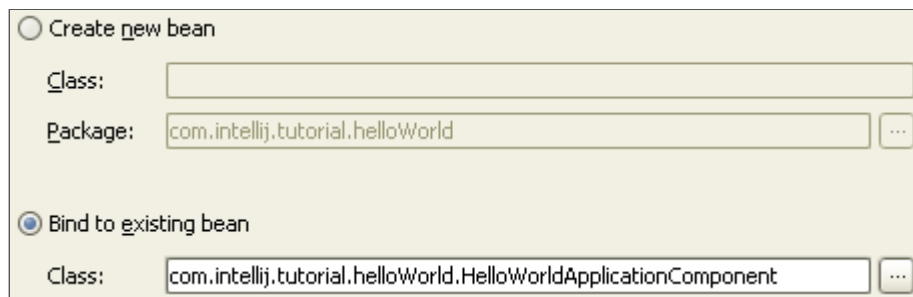 Create new bean
Class:
Package: com.intellij.tutorial.helloWorld ...
Bind to existing bean
Class: com.intellij.tutorial.helloWorld.HelloWorldApplicationComponent ...